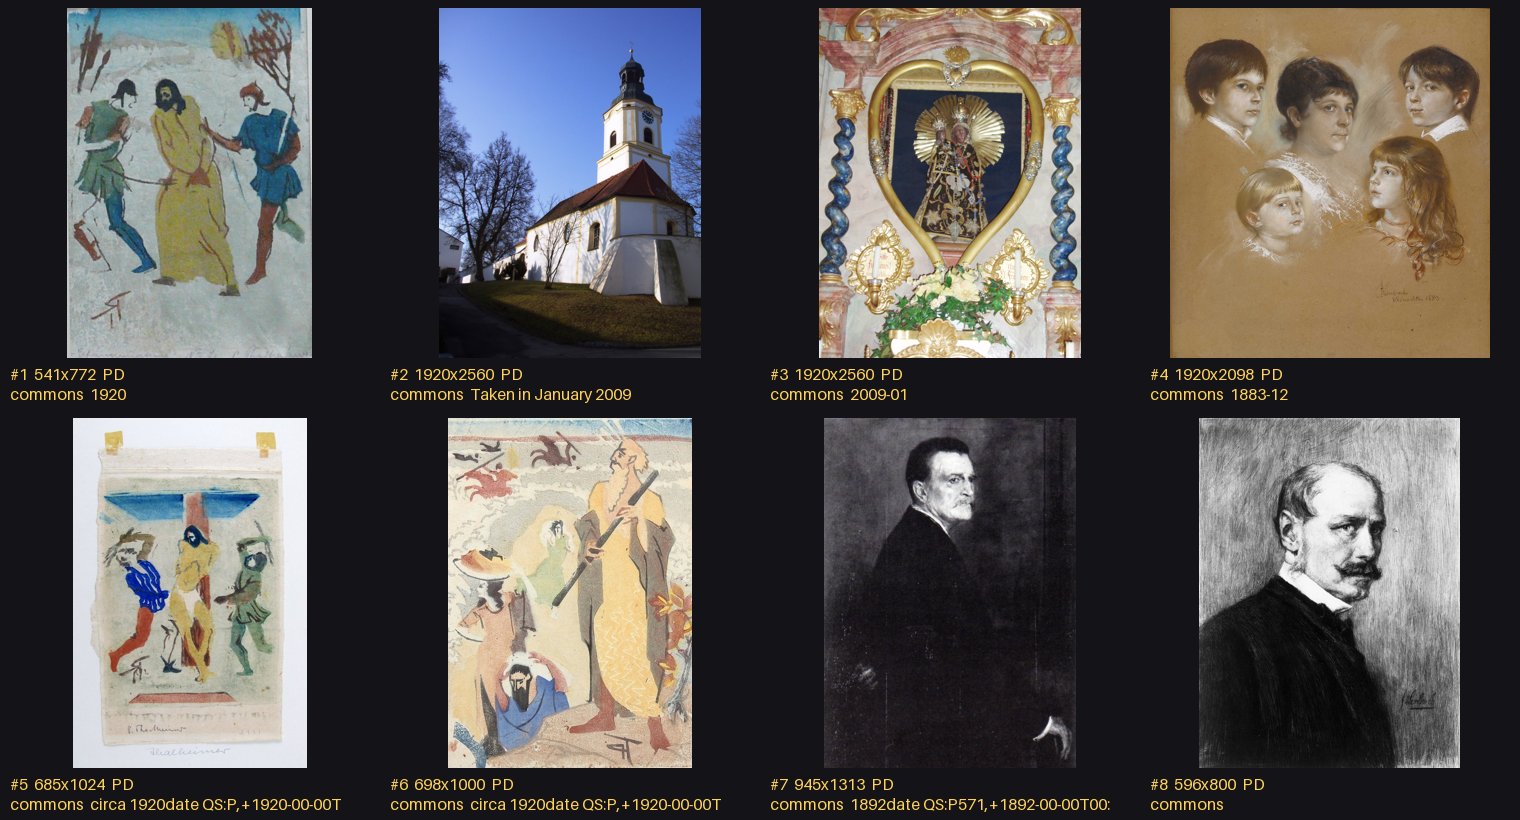 #1 541x772 PD
commons 1920
#2 1920x2560 PD
commons Taken in January 2009
#3 1920x2560 PD
commons 2009-01
#4 1920x2098 PD
commons 1883-12
#5 685x1024 PD
commons circa 1920date QS:P,+1920-00-00T
#6 698x1000 PD
commons circa 1920date QS:P,+1920-00-00T
#7 945x1313 PD
commons 1892date QS:P571,+1892-00-00T00:
#8 596x800 PD
commons